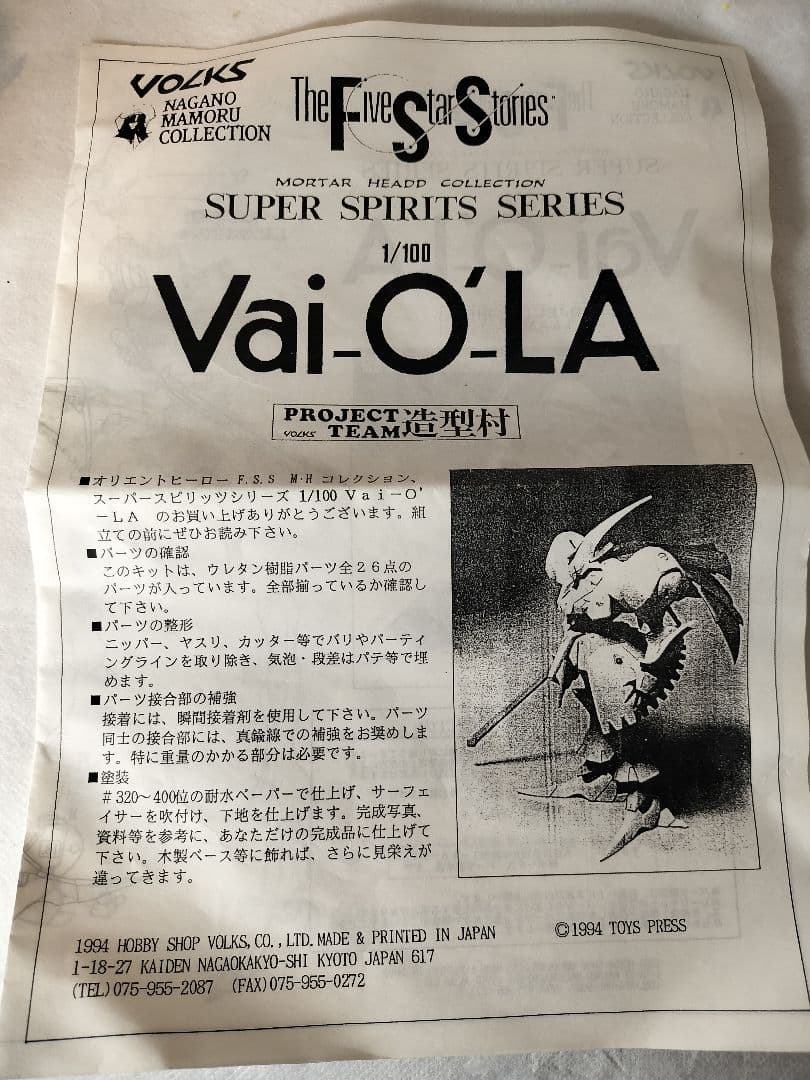 VOLKS
NAGANO
MAMORU
COLLECTION
The Five Star Stories™
MORTAR HEADD COLLECTION
SUPER SPIRITS SERIES
1/100
Vai-O'-LA
PROJECT
VOLKS TEAM造型村
■オリエントヒーロー F.S.S M·H コレクション、
スーパースピリッツシリーズ 1/100 Vai-O'
-LA のお買い上げありがとうございます。組
立ての前にぜひお読み下さい。
■パーツの確認
このキットは、ウレタン樹脂パーツ全26点の
パーツが入っています。全部揃っているか確認し
て下さい。
■パーツの整形
ニッパー、ヤスリ、カッター等でバリやパーティ
ングラインを取り除き、気泡・段差はパテ等で埋
めます。
■パーツ接合部の補強
接着には、瞬間接着剤を使用して下さい。パーツ
同士の接合部には、真鍮線での補強をお奨めしま
す。特に重量のかかる部分は必要です。
■塗装
#320~400位の耐水ペーパーで仕上げ、サーフェ
イサーを吹付け、下地を仕上げます。完成写真、
資料等を参考に、あなただけの完成品に仕上げて
下さい。木製ベース等に飾れば、さらに見栄えが
違ってきます。
1994 HOBBY SHOP VOLKS, CO., LTD. MADE & PRINTED IN JAPAN
©1994 TOYS PRESS
1-18-27 KAIDEN NAGAOKAKYO-SHI KYOTO JAPAN 617
(TEL)075-955-2087 (FAX)075-955-0272